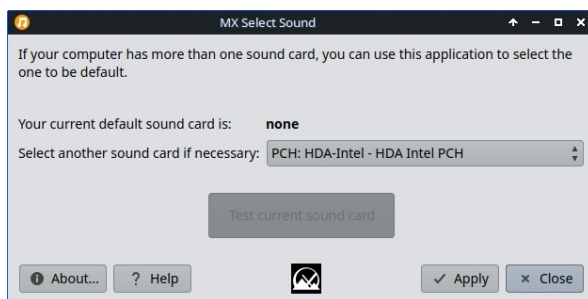 MX Select Sound
If your computer has more than one sound card, you can use this application to select the
one to be default.
Your current default sound card is: none
Select another sound card if necessary: PCH: HDA-Intel - HDA Intel PCH
Test current sound card
About... ? Help Apply Close